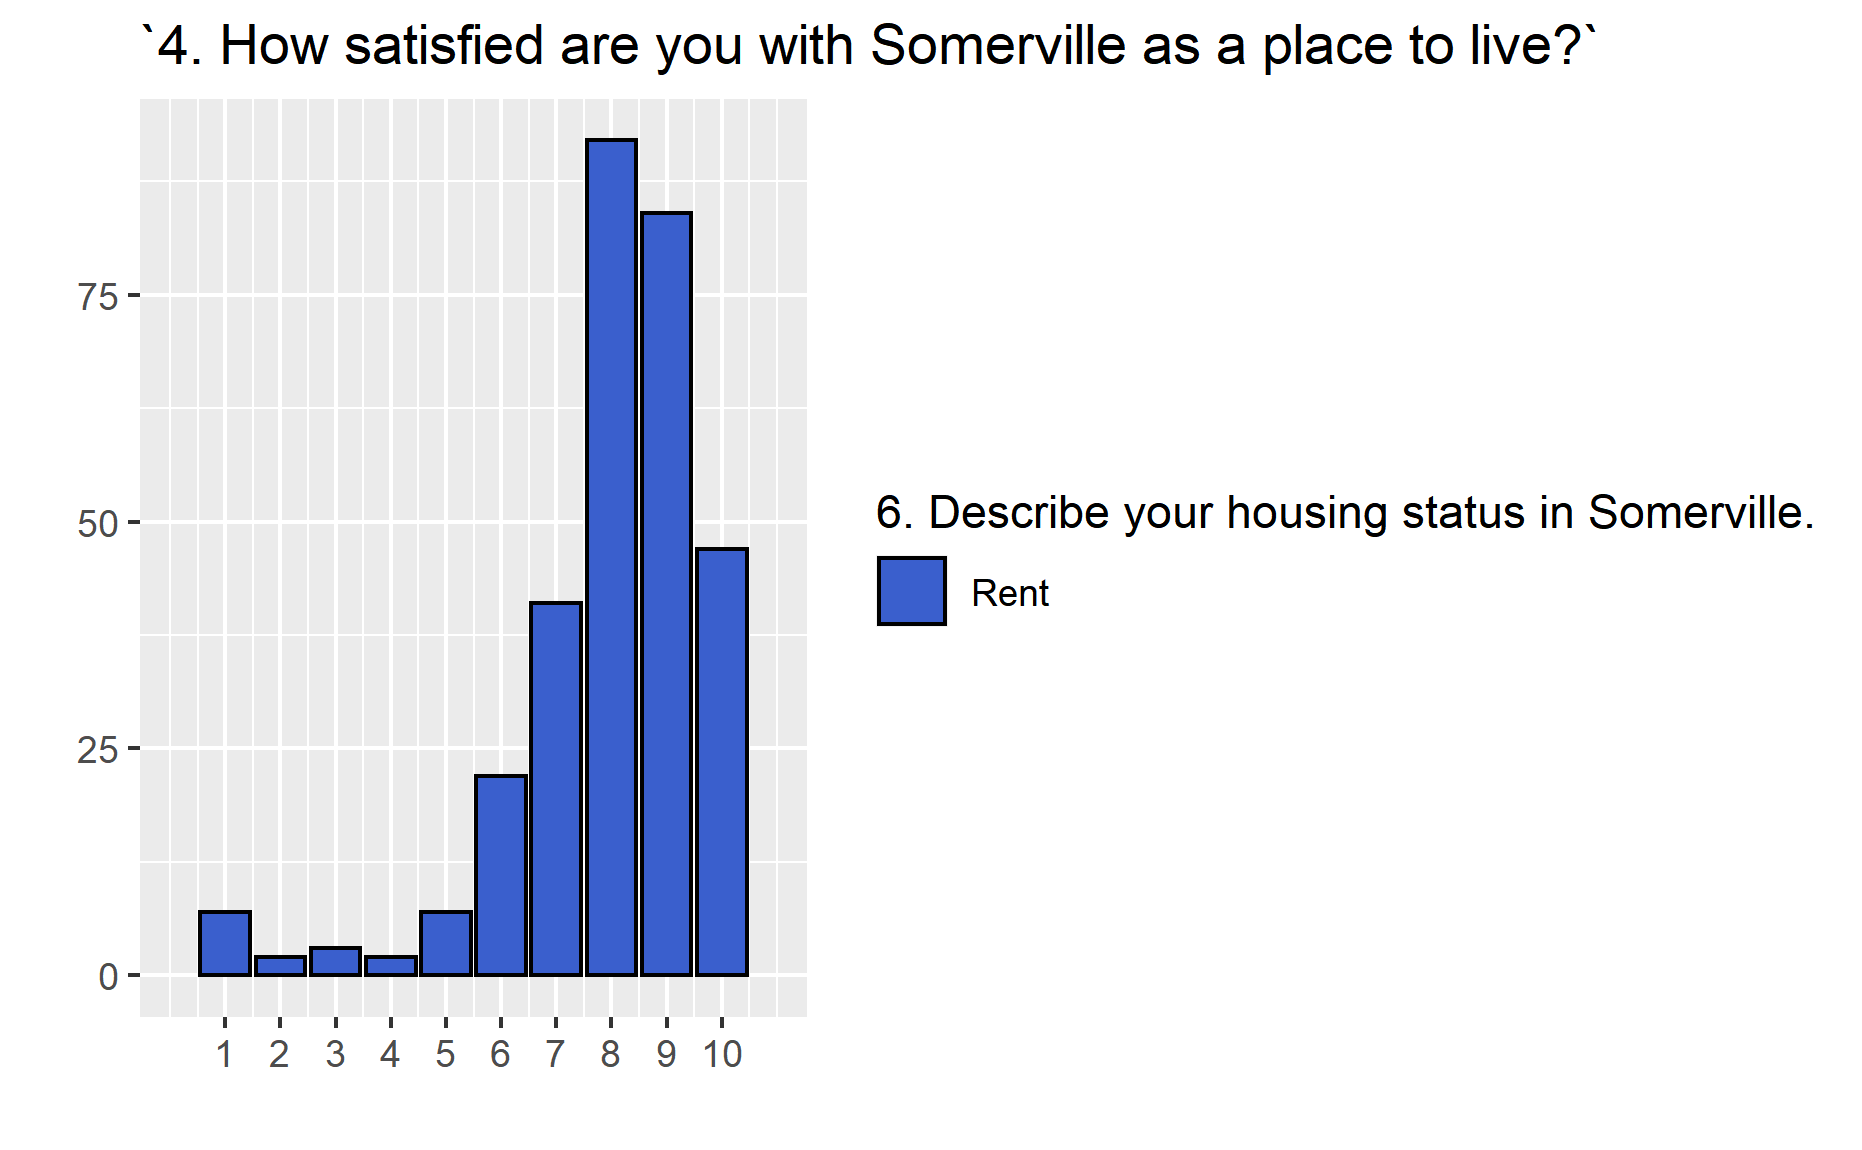 `4. How satisfied are you with Somerville as a place to live?`
75
50
25
0
1 2 3 4 5 6 7 8 9 10
6. Describe your housing status in Somerville.
Rent